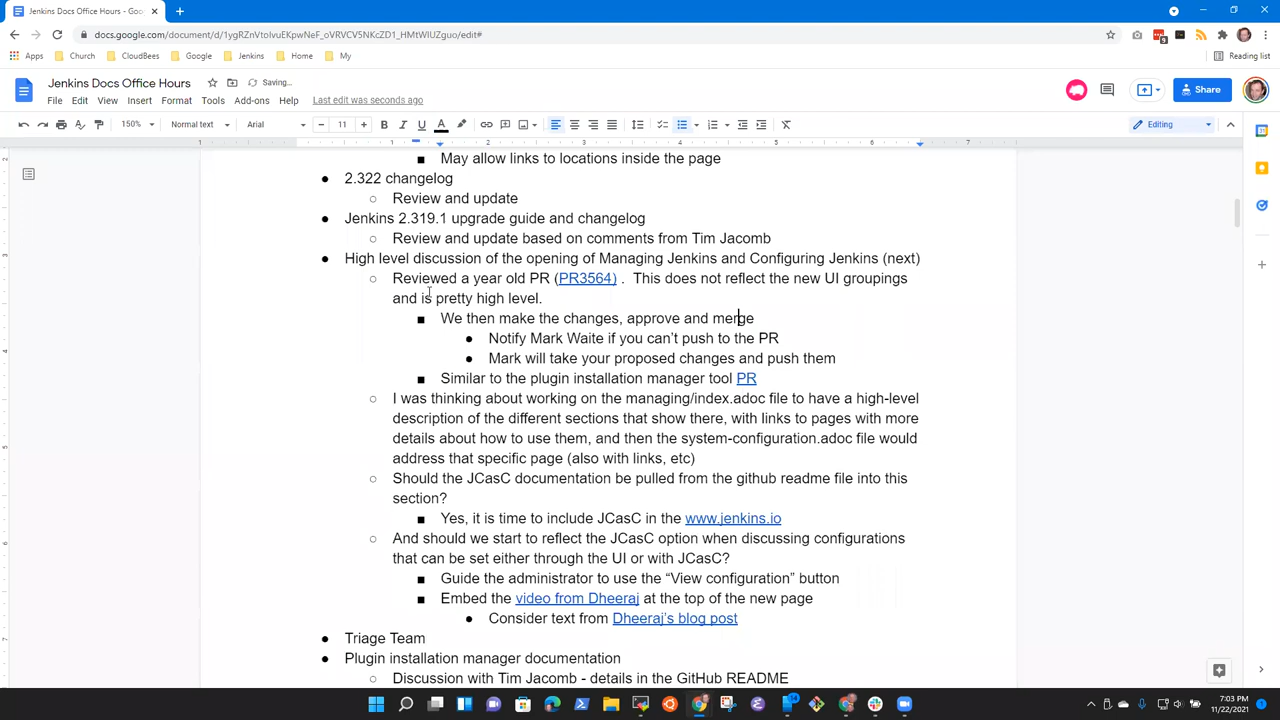 Jenkins Docs Office Hours - Goo
docs.google.com/document/d/1ygRZnVtoIvuEKpwNeF_oVRVCV5NKcZD1_HMtWIUZguo/edit#
Apps Church CloudBees Google Jenkins Home My Reading list
Jenkins Docs Office Hours Saving...
File Edit View Insert Format Tools Add-ons Help Last edit was seconds ago
Share
150% Normal text Arial 11 Editing
May allow links to locations inside the page
2.322 changelog
Review and update
Jenkins 2.319.1 upgrade guide and changelog
Review and update based on comments from Tim Jacomb
High level discussion of the opening of Managing Jenkins and Configuring Jenkins (next)
Reviewed a year old PR (PR3564) . This does not reflect the new UI groupings
and is pretty high level.
We then make the changes, approve and merge
Notify Mark Waite if you can't push to the PR
Mark will take your proposed changes and push them
Similar to the plugin installation manager tool PR
I was thinking about working on the managing/index.adoc file to have a high-level
description of the different sections that show there, with links to pages with more
details about how to use them, and then the system-configuration.adoc file would
address that specific page (also with links, etc)
Should the JCasC documentation be pulled from the github readme file into this
section?
Yes, it is time to include JCasC in the www.jenkins.io
And should we start to reflect the JCasC option when discussing configurations
that can be set either through the UI or with JCasC?
Guide the administrator to use the “View configuration” button
Embed the video from Dheeraj at the top of the new page
Consider text from Dheeraj's blog post
Triage Team
Plugin installation manager documentation
Discussion with Tim Jacomb - details in the GitHub README
7:03 PM
11/22/2021